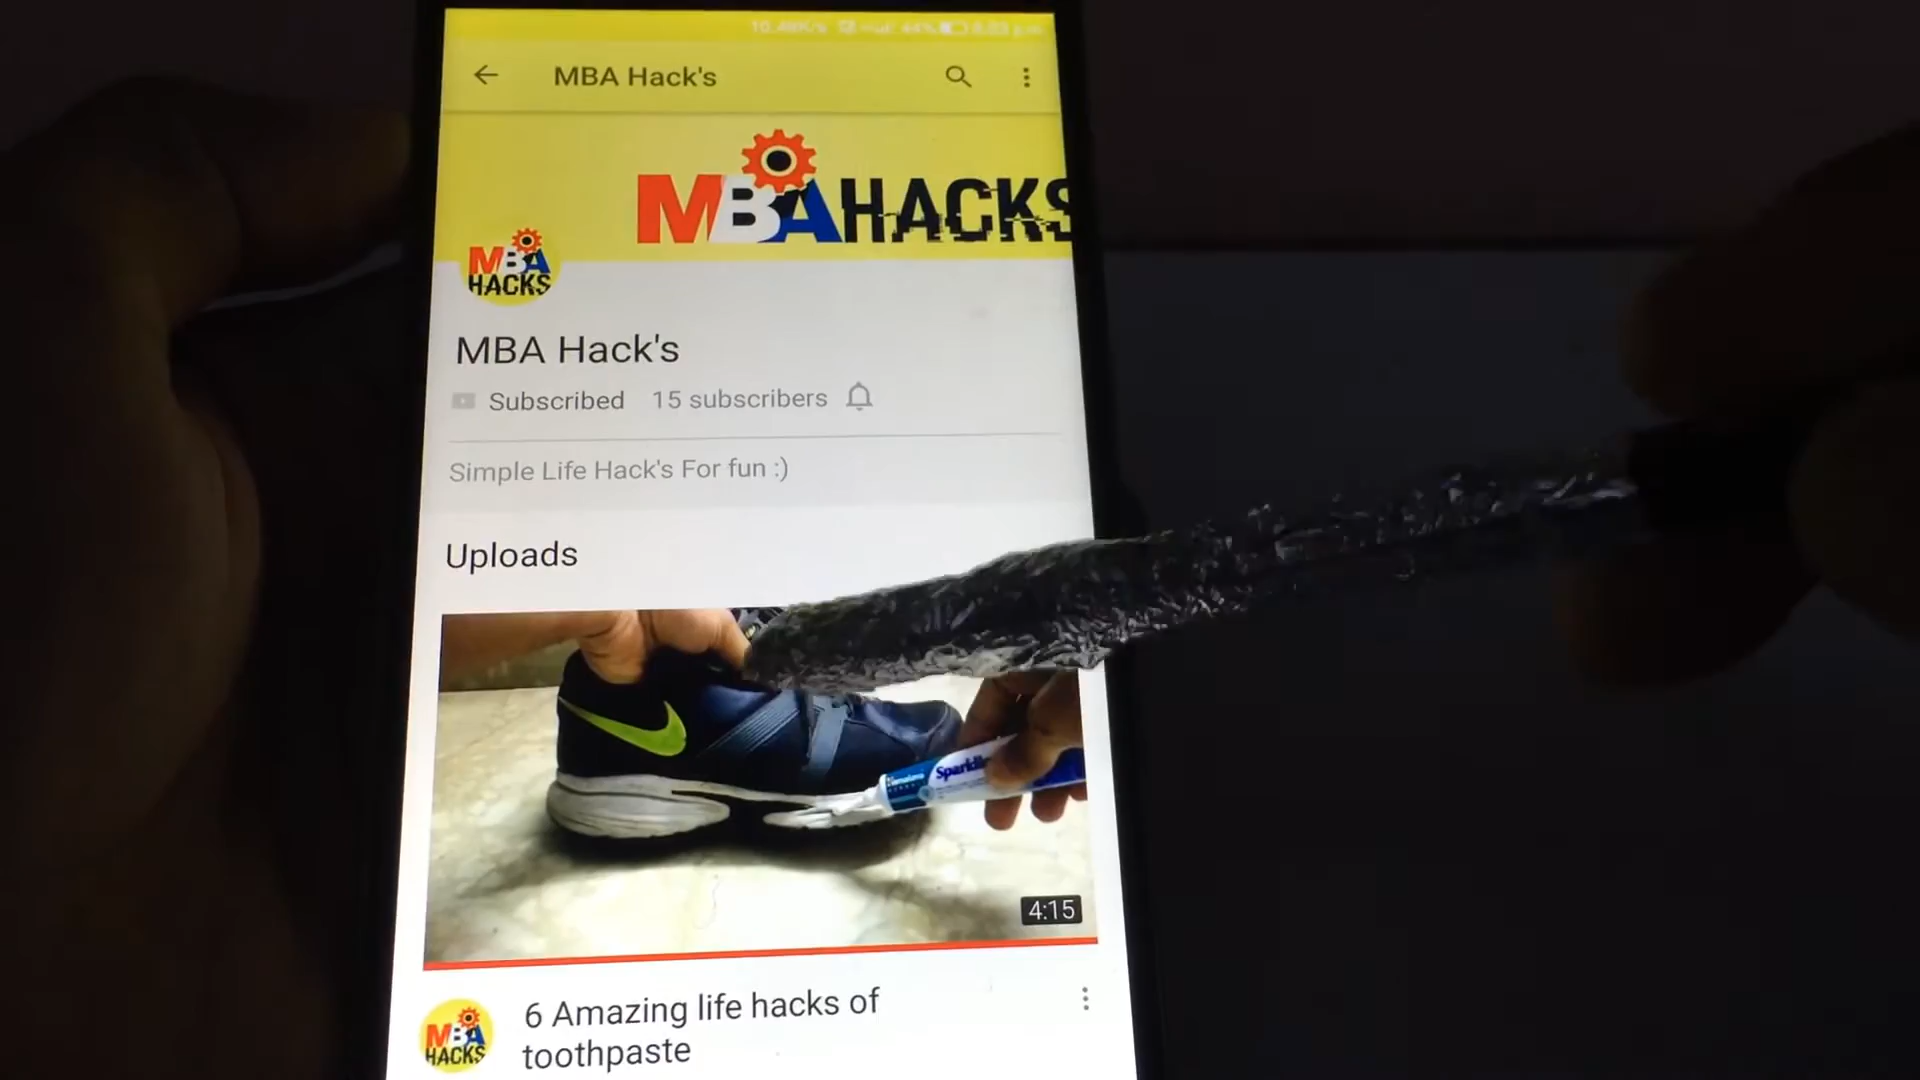 MBA Hack's
MBA HACKS
MBA
HACKS
MBA Hack's
Subscribed 15 subscribers
Simple Life Hack's For fun :)
Uploads
4:15
6 Amazing life hacks of
toothpaste
MBA
HACKS